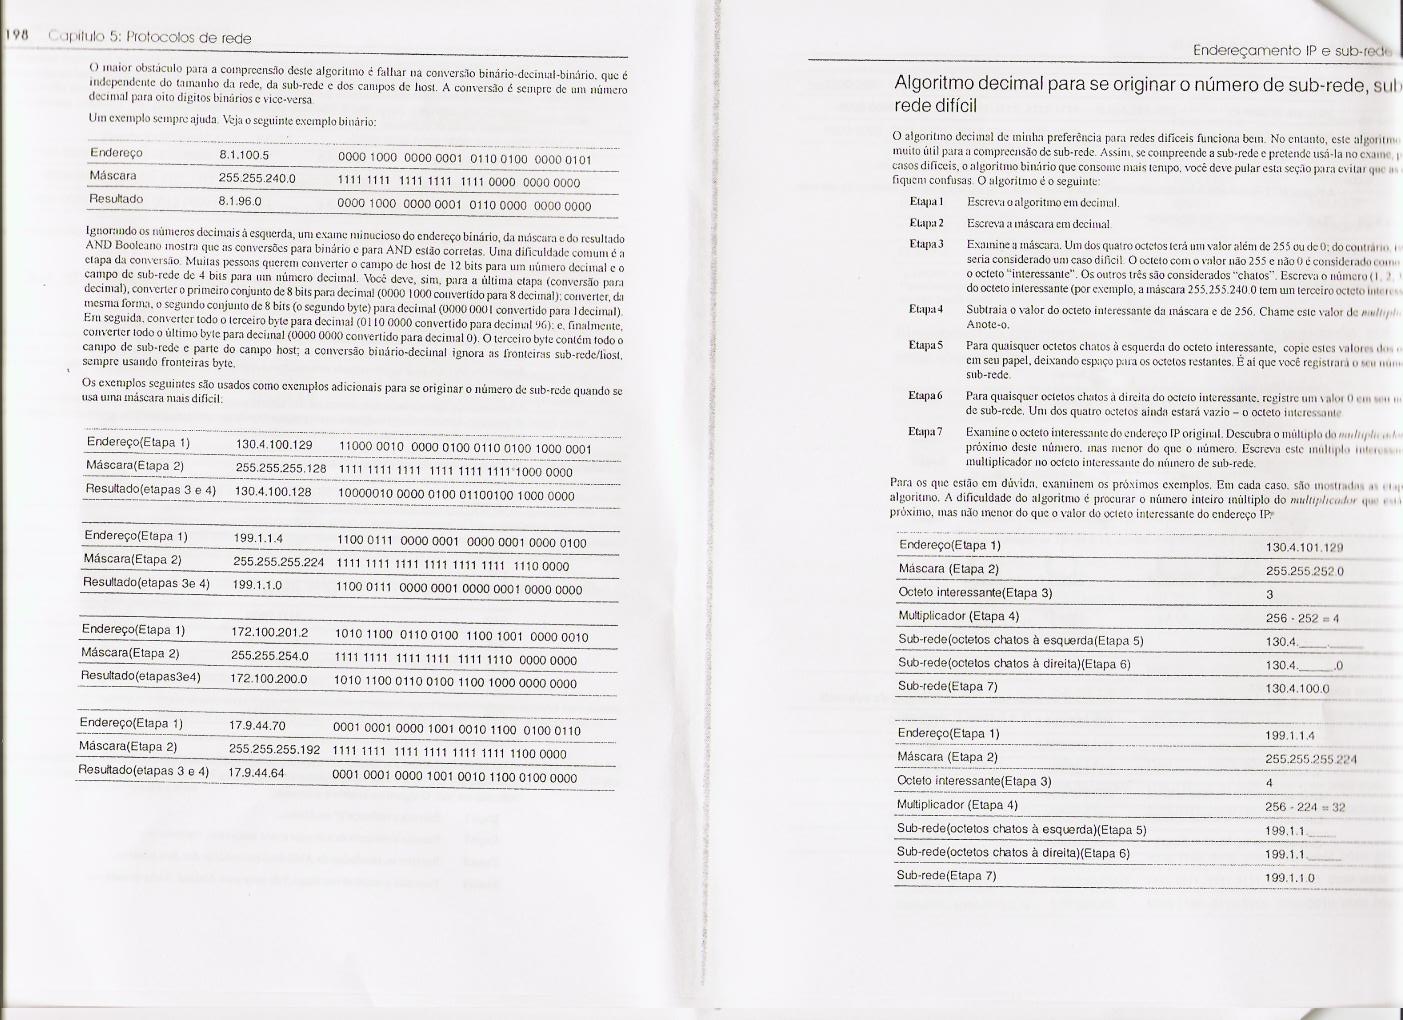 198 Capítulo 5: Protocolos de rede
O maior obstáculo para a compreensão deste algoritmo é falhar na conversão binário-decimal-binário, que é
independente do tamanho da rede, da sub-rede e dos campos de host. A conversão é sempre de um número
decimal para oito dígitos binários e vice-versa.
Um exemplo sempre ajuda. Veja o seguinte exemplo binário:
Endereço 8.1.100.5 0000 1000 0000 0001 0110 0100 0000 0101
Máscara 255.255.240.0 1111 1111 1111 1111 1111 0000 0000 0000
Resultado 8.1.96.0 0000 1000 0000 0001 0110 0000 0000 0000
Ignorando os números decimais à esquerda, um exame minucioso do endereço binário, da máscara e do resultado
AND Booleano mostra que as conversões para binário e para AND estão corretas. Uma dificuldade comum é a
etapa da conversão. Muitas pessoas querem converter o campo de host de 12 bits para um número decimal e o
campo de sub-rede de 4 bits para um número decimal. Você deve, sim, para a última etapa (conversão para
decimal), converter o primeiro conjunto de 8 bits para decimal (0000 1000 convertido para 8 decimal); converter, da
mesma forma, o segundo conjunto de 8 bits (o segundo byte) para decimal (0000 0001 convertido para 1decimal).
Em seguida, converter todo o terceiro byte para decimal (0110 0000 convertido para decimal 96); e, finalmente,
converter todo o último byte para decimal (0000 0000 convertido para decimal 0). O terceiro byte contém todo o
campo de sub-rede e parte do campo host; a conversão binário-decimal ignora as fronteiras sub-rede/host,
sempre usando fronteiras byte.
Os exemplos seguintes são usados como exemplos adicionais para se originar o número de sub-rede quando se
usa uma máscara mais difícil:
Endereço(Etapa 1) 130.4.100.129 11000 0010 0000 0100 0110 0100 1000 0001
Máscara(Etapa 2) 255.255.255.128 1111 1111 1111 1111 1111 1111 1000 0000
Resultado(etapas 3 e 4) 130.4.100.128 10000010 0000 0100 01100100 1000 0000
Endereço(Etapa 1) 199.1.1.4 1100 0111 0000 0001 0000 0001 0000 0100
Máscara(Etapa 2) 255.255.255.224 1111 1111 1111 1111 1111 1111 1110 0000
Resultado(etapas 3e 4) 199.1.1.0 1100 0111 0000 0001 0000 0001 0000 0000
Endereço(Etapa 1) 172.100.201.2 1010 1100 0110 0100 1100 1001 0000 0010
Máscara(Etapa 2) 255.255.254.0 1111 1111 1111 1111 1111 1110 0000 0000
Resultado(etapas3e4) 172.100.200.0 1010 1100 0110 0100 1100 1000 0000 0000
Endereço(Etapa 1) 17.9.44.70 0001 0001 0000 1001 0010 1100 0100 0110
Máscara(Etapa 2) 255.255.255.192 1111 1111 1111 1111 1111 1111 1100 0000
Resultado(etapas 3 e 4) 17.9.44.64 0001 0001 0000 1001 0010 1100 0100 0000
Endereçamento IP e sub-rede
Algoritmo decimal para se originar o número de sub-rede, sub
rede difícil
O algoritmo decimal de minha preferência para redes difíceis funciona bem. No entanto, este algoritmo
muito útil para a compreensão de sub-rede. Assim, se compreende a sub-rede e pretende usá-la no exame, p
casos difíceis, o algoritmo binário que consome mais tempo, você deve pular esta seção para evitar que as
fiquem confusas. O algoritmo é o seguinte:
Etapa 1 Escreva o algoritmo em decimal.
Etapa 2 Escreva a máscara em decimal
Etapa 3 Examine a máscara. Um dos quatro octetos terá um valor além de 255 ou de 0; do contrário,
seria considerado um caso difícil. O octeto com o valor não 255 e não 0 é considerado como
o octeto "interessante". Os outros três são considerados "chatos". Escreva o número (1, 2,
do octeto interessante (por exemplo, a máscara 255.255.240.0 tem um terceiro octeto
Etapa 4 Subtraia o valor do octeto interessante da máscara e de 256. Chame este valor de
Anote-o.
Etapa 5 Para quaisquer octetos chatos à esquerda do octeto interessante, copie estes valores
em seu papel, deixando espaço para os octetos restantes. É aí que você registrará o seu
sub-rede.
Etapa 6 Para quaisquer octetos chatos à direita do octeto interessante, registre um valor 0 em seu
de sub-rede. Um dos quatro octetos ainda estará vazio – o octeto interessante
Etapa 7 Examine o octeto interessante do endereço IP original. Descubra o múltiplo do
próximo deste número, mas menor do que o número. Escreva este múltiplo
multiplicador no octeto interessante do número de sub-rede.
Para os que estão em dúvida, examinem os próximos exemplos. Em cada caso, são mostradas as
algoritmo. A dificuldade do algoritmo é procurar o número inteiro múltiplo do multiplicador que
próximo, mas não menor do que o valor do octeto interessante do endereço IP.
Endereço(Etapa 1) 130.4.101.129
Máscara (Etapa 2) 255.255.252.0
Octeto interessante(Etapa 3) 3
Multiplicador (Etapa 4) 256 - 252 = 4
Sub-rede(octetos chatos à esquerda(Etapa 5) 130.4.____.____
Sub-rede(octetos chatos à direita)(Etapa 6) 130.4.____.0
Sub-rede(Etapa 7) 130.4.100.0
Endereço(Etapa 1) 199.1.1.4
Máscara (Etapa 2) 255.255.255.224
Octeto interessante(Etapa 3) 4
Multiplicador (Etapa 4) 256 - 224 = 32
Sub-rede(octetos chatos à esquerda)(Etapa 5) 199.1.1.____
Sub-rede(octetos chatos à direita)(Etapa 6) 199.1.1.____
Sub-rede(Etapa 7) 199.1.1.0